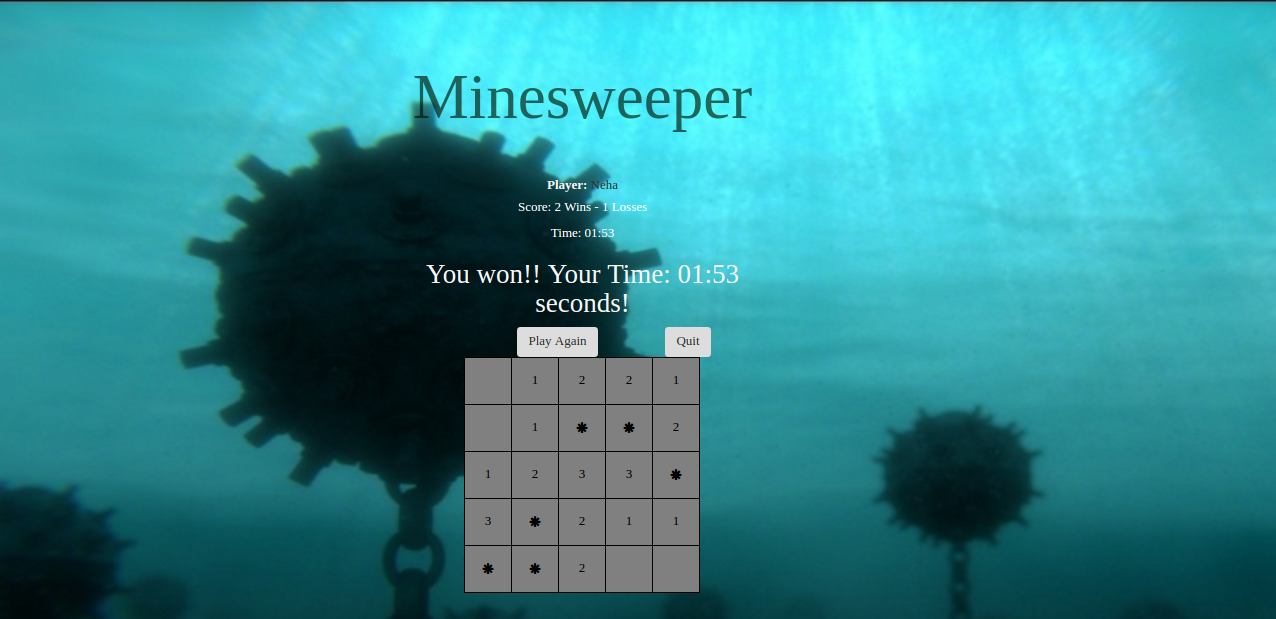 Minesweeper
Player: Neha
Score: 2 Wins - 1 Losses
Time: 01:53
You won!! Your Time: 01:53
seconds!
Play Again Quit
1 2 2 1
1 2
1 2 3 3
3 2 1 1
2